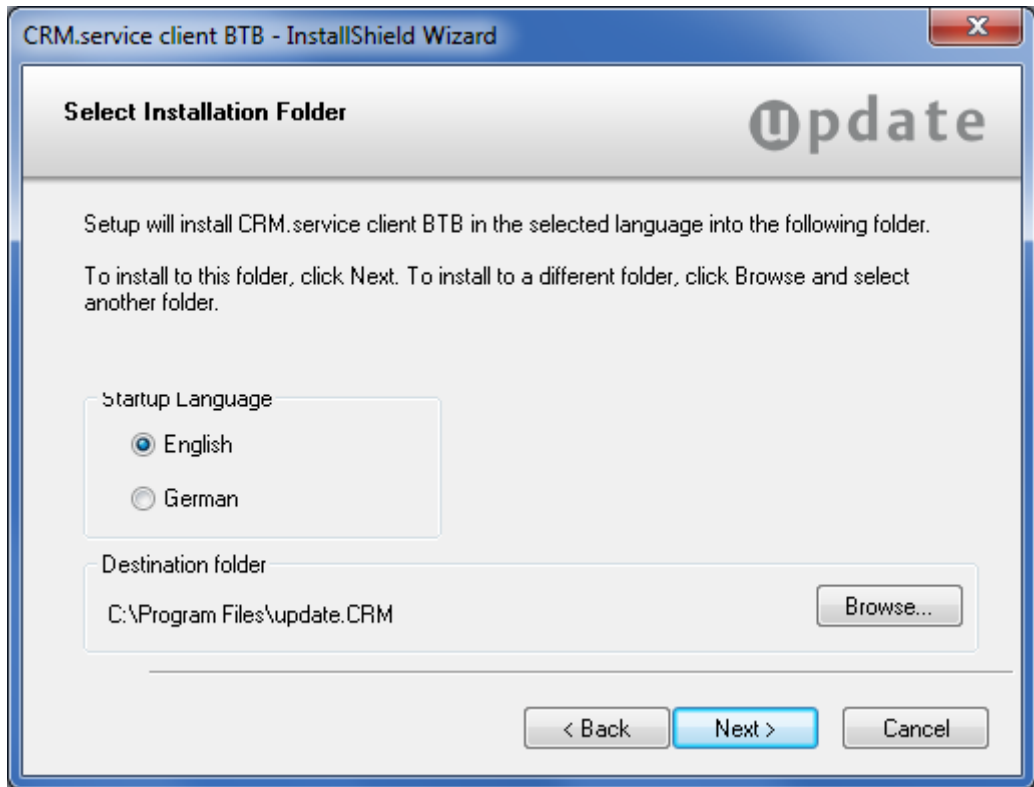 CRM.service client BTB - InstallShield Wizard
Select Installation Folder
update
Setup will install CRM.service client BTB in the selected language into the following folder.
To install to this folder, click Next. To install to a different folder, click Browse and select
another folder.
Startup Language
English
German
Destination folder
C:\Program Files\update.CRM
Browse...
< Back
Next >
Cancel